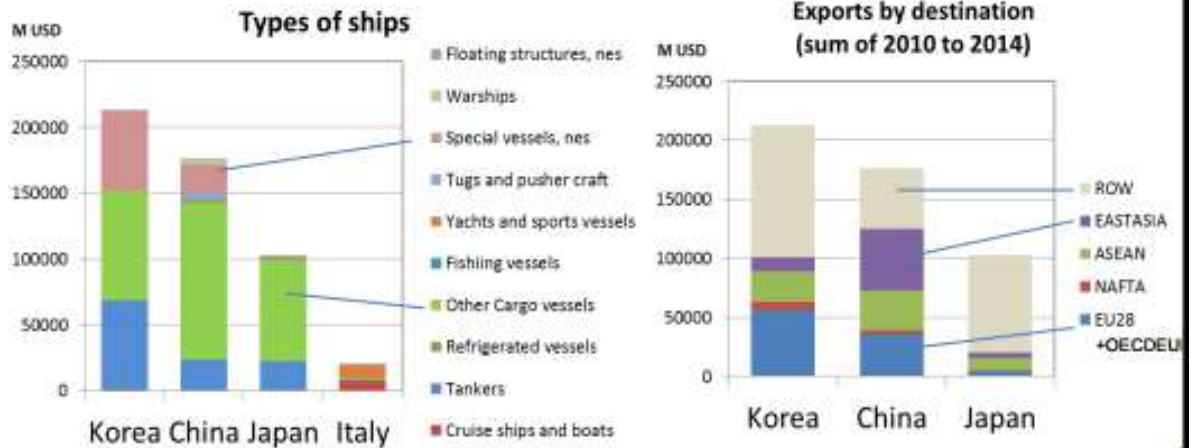 Types of ships
M USD
250000
200000
150000
100000
50000
0
Korea China Japan Italy
Floating structures, nes
Warships
Special vessels, nes
Tugs and pusher craft
Yachts and sports vessels
Fishiing vessels
Other Cargo vessels
Refrigerated vessels
Tankers
Cruise ships and boats
Exports by destination
(sum of 2010 to 2014)
M USD
250000
200000
150000
100000
50000
0
Korea China Japan
ROW
EASTASIA
ASEAN
NAFTA
EU28